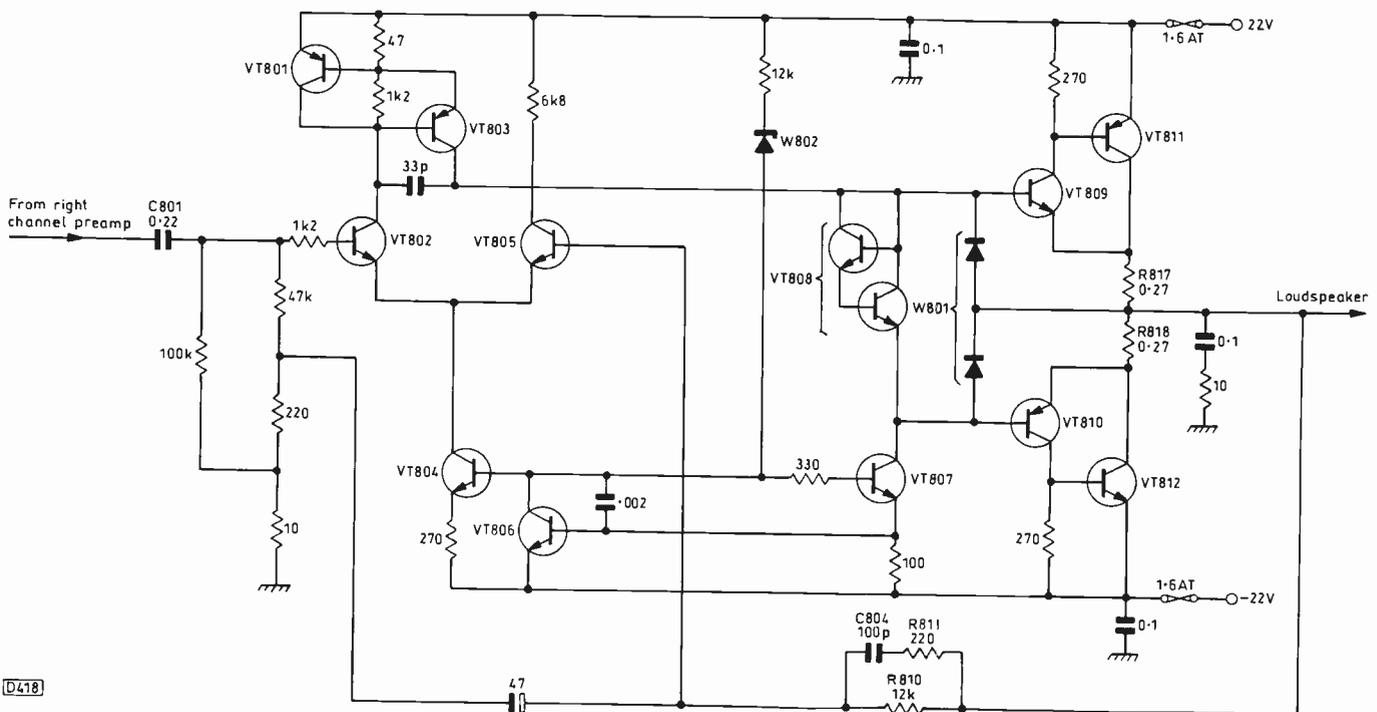 47
0·1
1·6AT
22V
VT801
1k2
12k
270
6k8
VT803
VT811
W802
33p
VT809
From right
channel preamp
C801
0·22
1k2
VT802
VT805
VT808
W801
R817
0·27
Loudspeaker
47k
R818
0·27
0·1
100k
10
220
VT810
VT804
330
VT807
VT812
·002
10
VT806
270
100
270
1·6AT
-22V
C804
100p
R811
220
0·1
D418
47
R810
12k